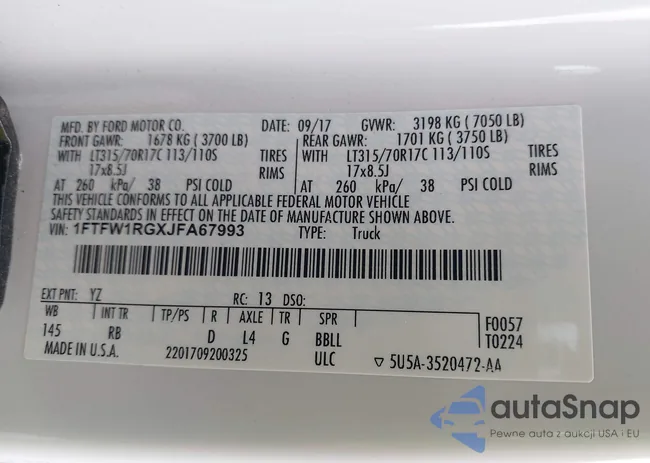 MFD. BY FORD MOTOR CO. DATE: 09/17 GVWR: 3198 KG ( 7050 LB)
FRONT GAWR: 1678 KG ( 3700 LB) REAR GAWR: 1701 KG ( 3750 LB)
WITH LT315/70R17C 113/110S TIRES WITH LT315/70R17C 113/110S TIRES
17x8.5J RIMS 17x8.5J RIMS
AT 260 kPa/ 38 PSI COLD AT 260 kPa/ 38 PSI COLD
THIS VEHICLE CONFORMS TO ALL APPLICABLE FEDERAL MOTOR VEHICLE
SAFETY STANDARDS IN EFFECT ON THE DATE OF MANUFACTURE SHOWN ABOVE.
VIN: 1FTFW1RGXJFA67993 TYPE: Truck
EXT PNT: YZ RC: 13 DSO:
WB INT TR TP/PS R AXLE TR SPR F0057
145 RB D L4 G BBLL T0224
MADE IN U.S.A. 2201709200325 ULC ▽ 5U5A-3520472-AA
autaSnap
Pewne auta z aukcji USA i EU